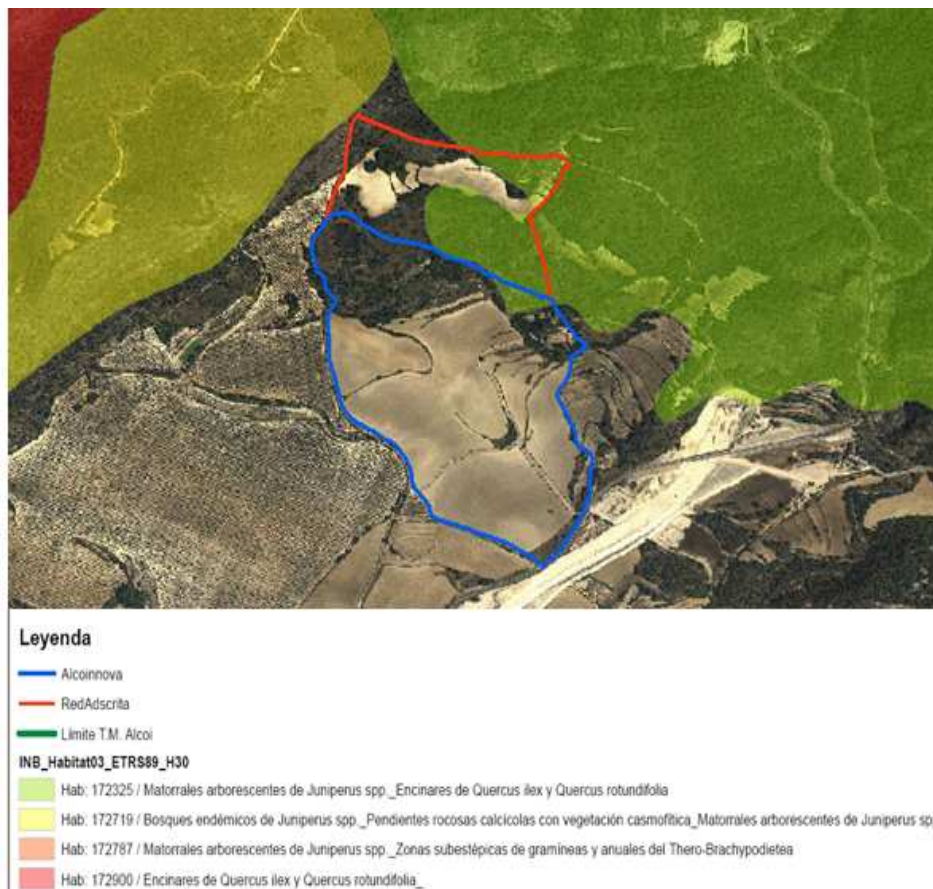 Leyenda
Alcoinnova
RedAdscrita
Límite T.M. Alcoi
INB_Habitat03_ETRS89_H30
Hab: 172325 / Matorrales arborescentes de Juniperus spp._Encinares de Quercus ilex y Quercus rotundifolia
Hab: 172719 / Bosques endémicos de Juniperus spp._Pendientes rocosas calcícolas con vegetación casmofítica_Matorrales arborescentes de Juniperus sp
Hab: 172787 / Matorrales arborescentes de Juniperus spp._Zonas subestépicas de gramíneas y anuales del Thero-Brachypodietea
Hab: 172900 / Encinares de Quercus ilex y Quercus rotundifolia_